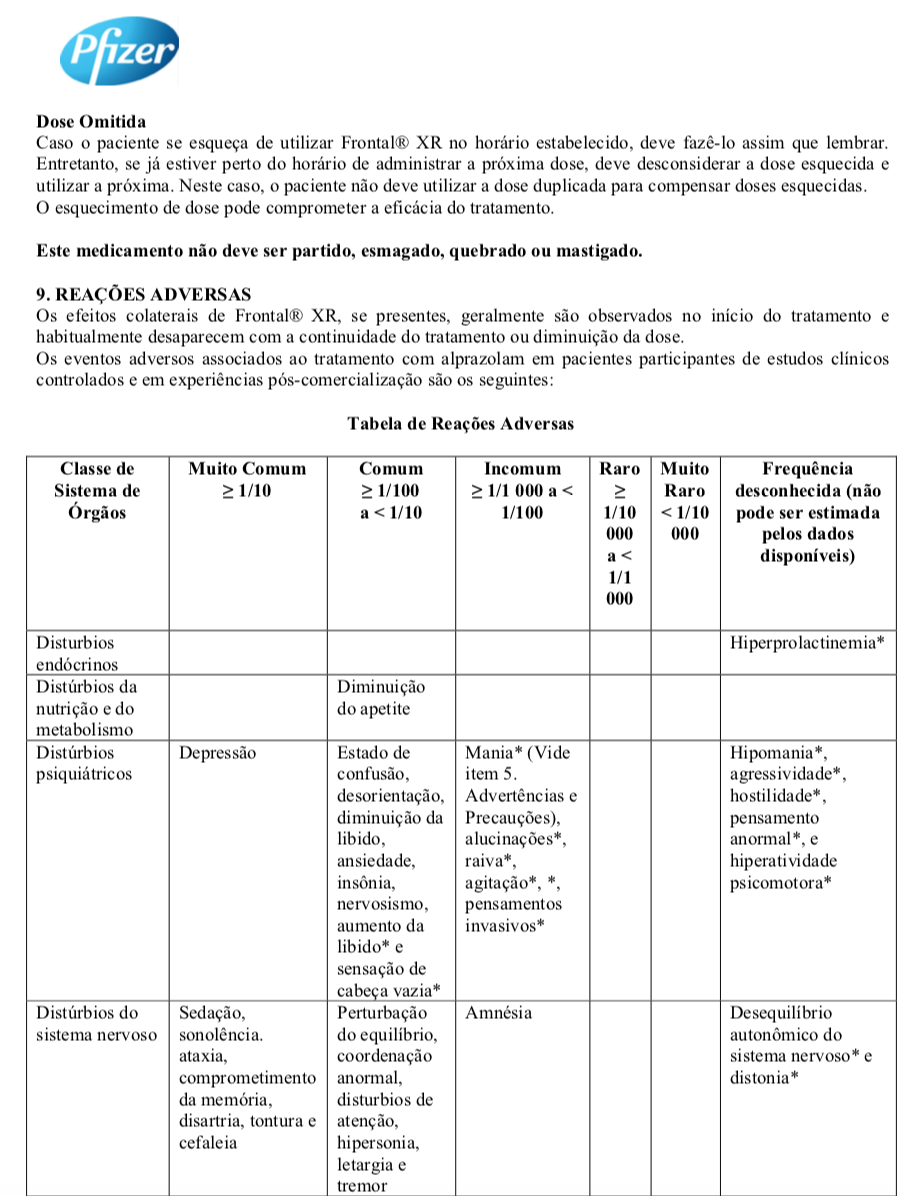 Pfizer
Dose Omitida
Caso o paciente se esqueça de utilizar Frontal® XR no horário estabelecido, deve fazê-lo assim que lembrar.
Entretanto, se já estiver perto do horário de administrar a próxima dose, deve desconsiderar a dose esquecida e
utilizar a próxima. Neste caso, o paciente não deve utilizar a dose duplicada para compensar doses esquecidas.
O esquecimento de dose pode comprometer a eficácia do tratamento.
Este medicamento não deve ser partido, esmagado, quebrado ou mastigado.
9. REAÇÕES ADVERSAS
Os efeitos colaterais de Frontal® XR, se presentes, geralmente são observados no início do tratamento e
habitualmente desaparecem com a continuidade do tratamento ou diminuição da dose.
Os eventos adversos associados ao tratamento com alprazolam em pacientes participantes de estudos clínicos
controlados e em experiências pós-comercialização são os seguintes:
Tabela de Reações Adversas
Classe de
Sistema de
Órgãos
Muito Comum
≥ 1/10
Comum
≥ 1/100
a < 1/10
Incomum
≥ 1/1 000 a <
1/100
Raro
≥
1/10
000
a <
1/1
000
Muito
Raro
< 1/10
000
Frequência
desconhecida (não
pode ser estimada
pelos dados
disponíveis)
Disturbios
endócrinos
Hiperprolactinemia*
Distúrbios da
nutrição e do
metabolismo
Diminuição
do apetite
Distúrbios
psiquiátricos
Depressão
Estado de
confusão,
desorientação,
diminuição da
libido,
ansiedade,
insônia,
nervosismo,
aumento da
libido* e
sensação de
cabeça vazia*
Mania* (Vide
item 5.
Advertências e
Precauções),
alucinações*,
raiva*,
agitação*, *,
pensamentos
invasivos*
Hipomania*,
agressividade*,
hostilidade*,
pensamento
anormal*, e
hiperatividade
psicomotora*
Distúrbios do
sistema nervoso
Sedação,
sonolência.
ataxia,
comprometimento
da memória,
disartria, tontura e
cefaleia
Perturbação
do equilíbrio,
coordenação
anormal,
disturbios de
atenção,
hipersonia,
letargia e
tremor
Amnésia
Desequilíbrio
autonômico do
sistema nervoso* e
distonia*